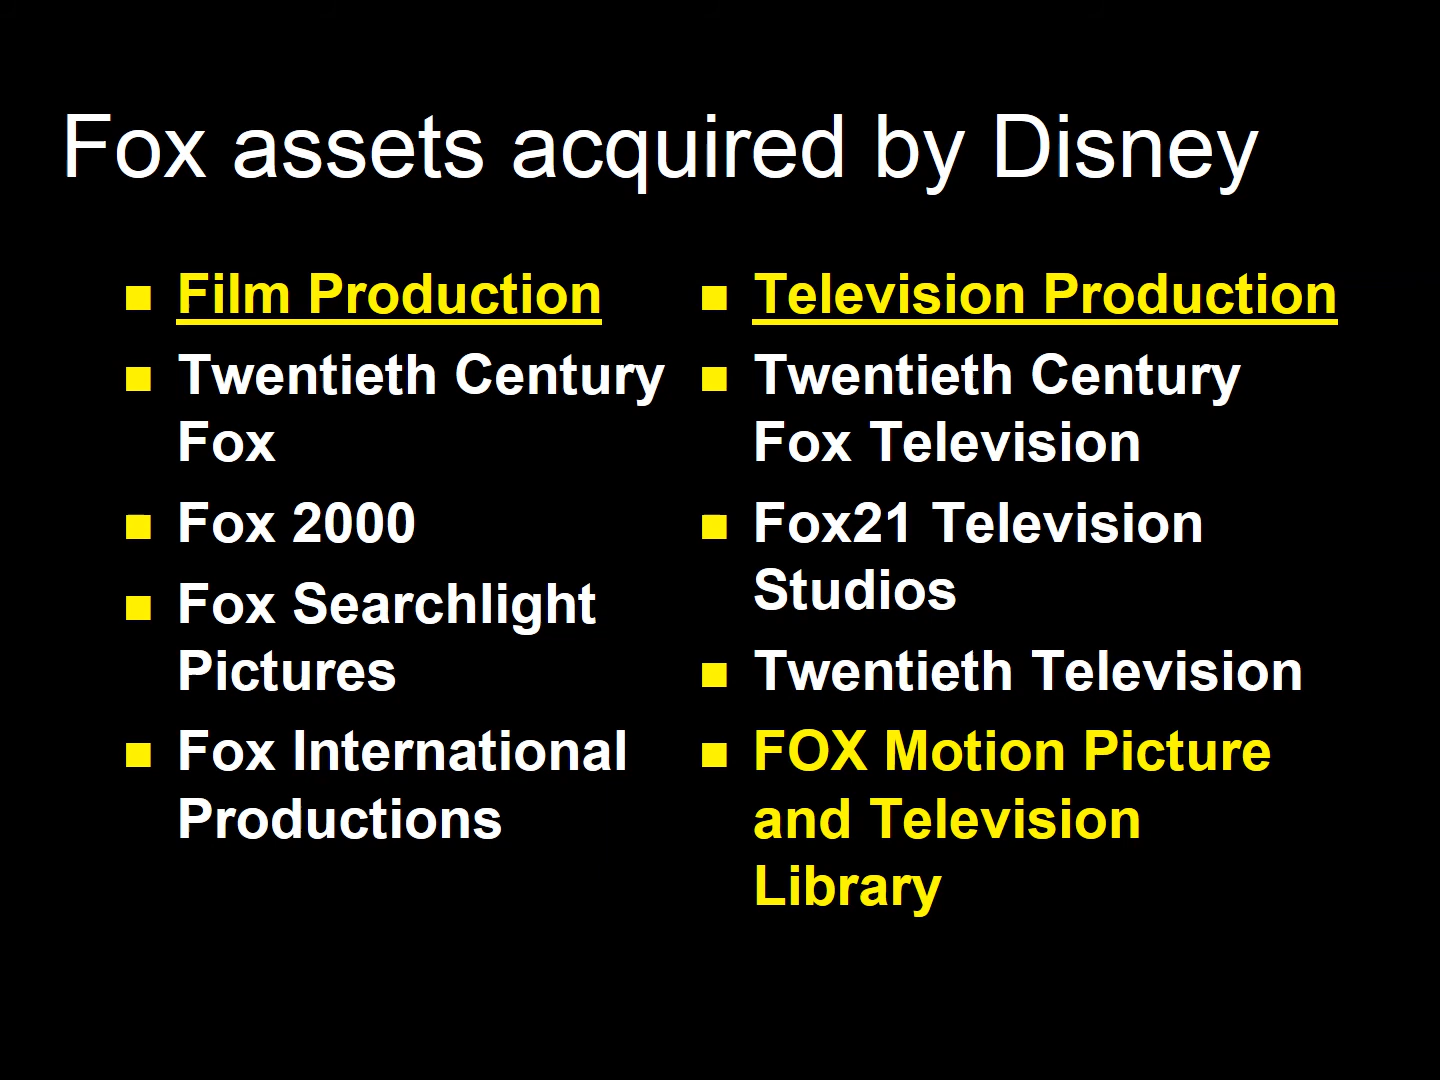 Fox assets acquired by Disney
Film Production
Twentieth Century
Fox
Fox 2000
Fox Searchlight
Pictures
Fox International
Productions
Television Production
Twentieth Century
Fox Television
Fox21 Television
Studios
Twentieth Television
FOX Motion Picture
and Television
Library